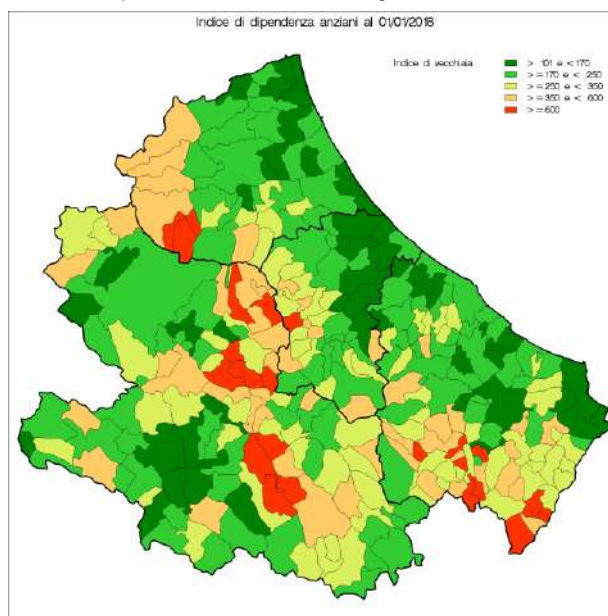 Indice di dipendenza anziani al 01/01/2018
Indice di vecchiaia
> 101 e < 170
>=170 e < 250
>=250 e < 350
>=350 e < 600
>=600